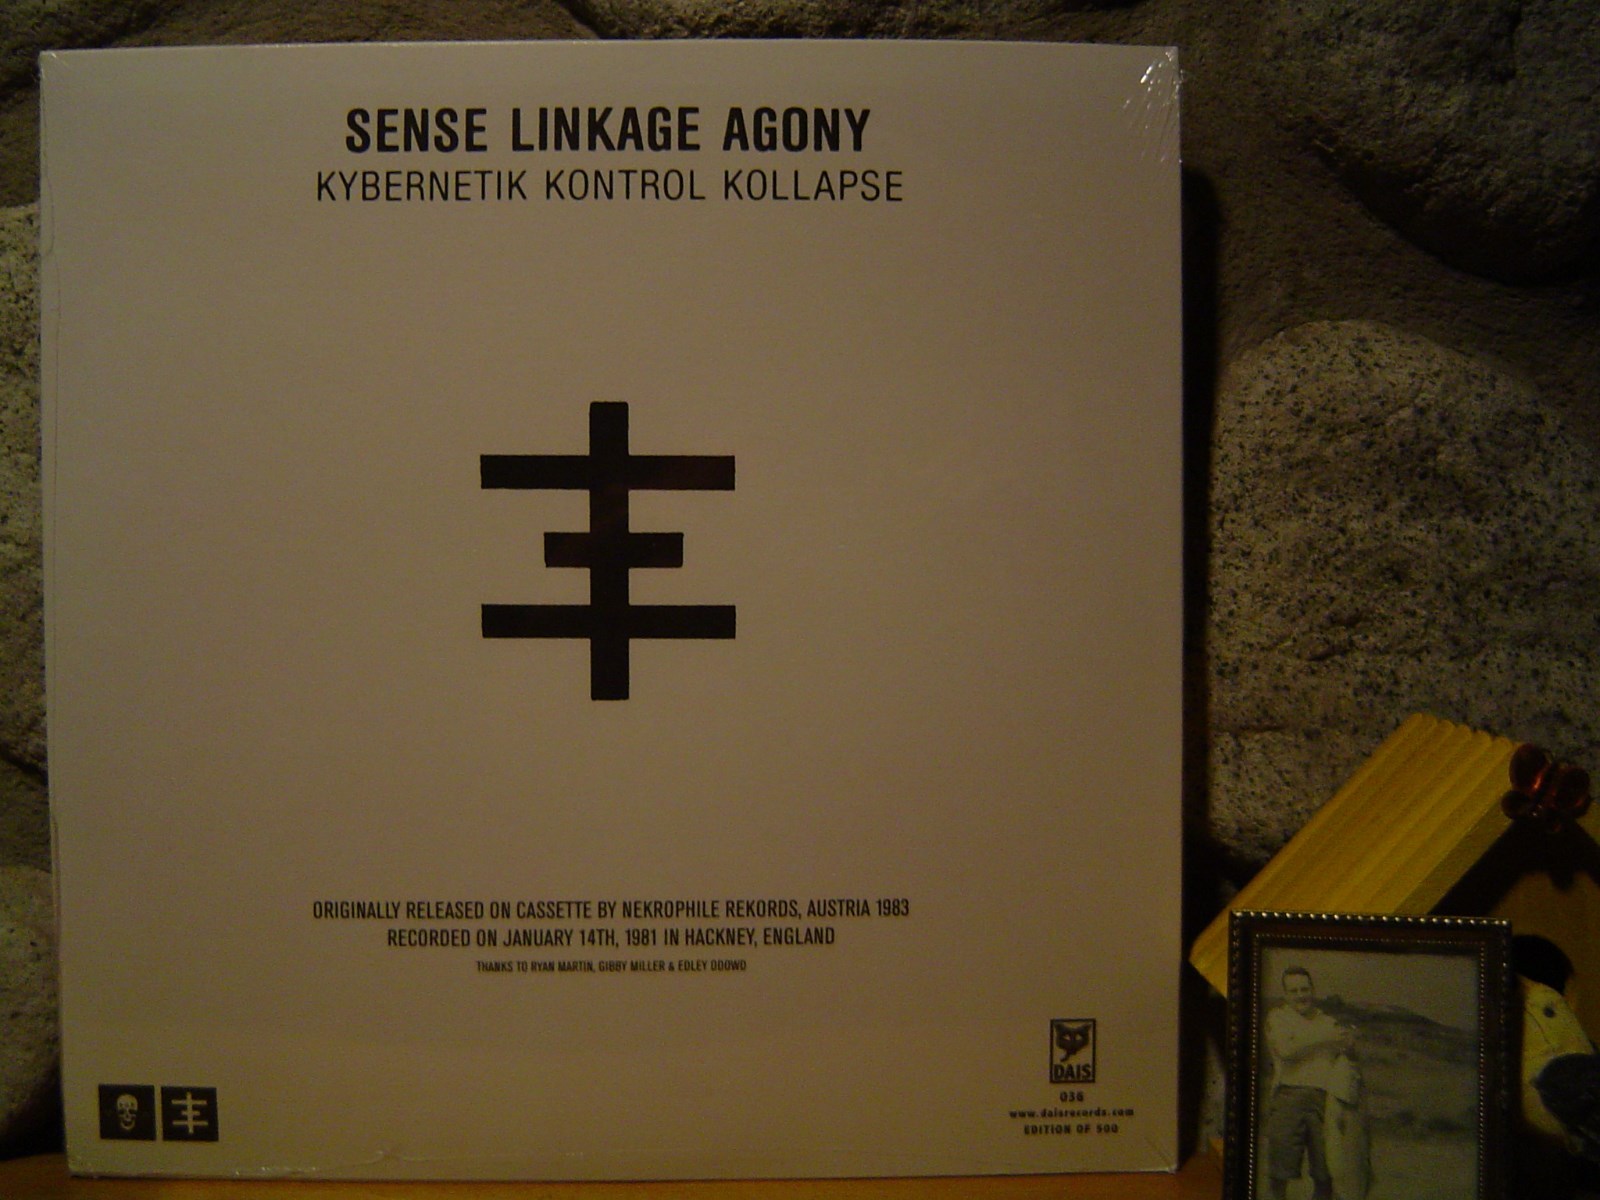 SENSE LINKAGE AGONY
KYBERNETIK KONTROL KOLLAPSE
ORIGINALLY RELEASED ON CASSETTE BY NEKROPHILE REKORDS, AUSTRIA 1983
RECORDED ON JANUARY 14TH, 1981 IN HACKNEY, ENGLAND
THANKS TO RYAN MARTIN, GIBBY MILLER & EDLEY ODOWD
DAIS
036
www.daisrecords.com
EDITION OF 500